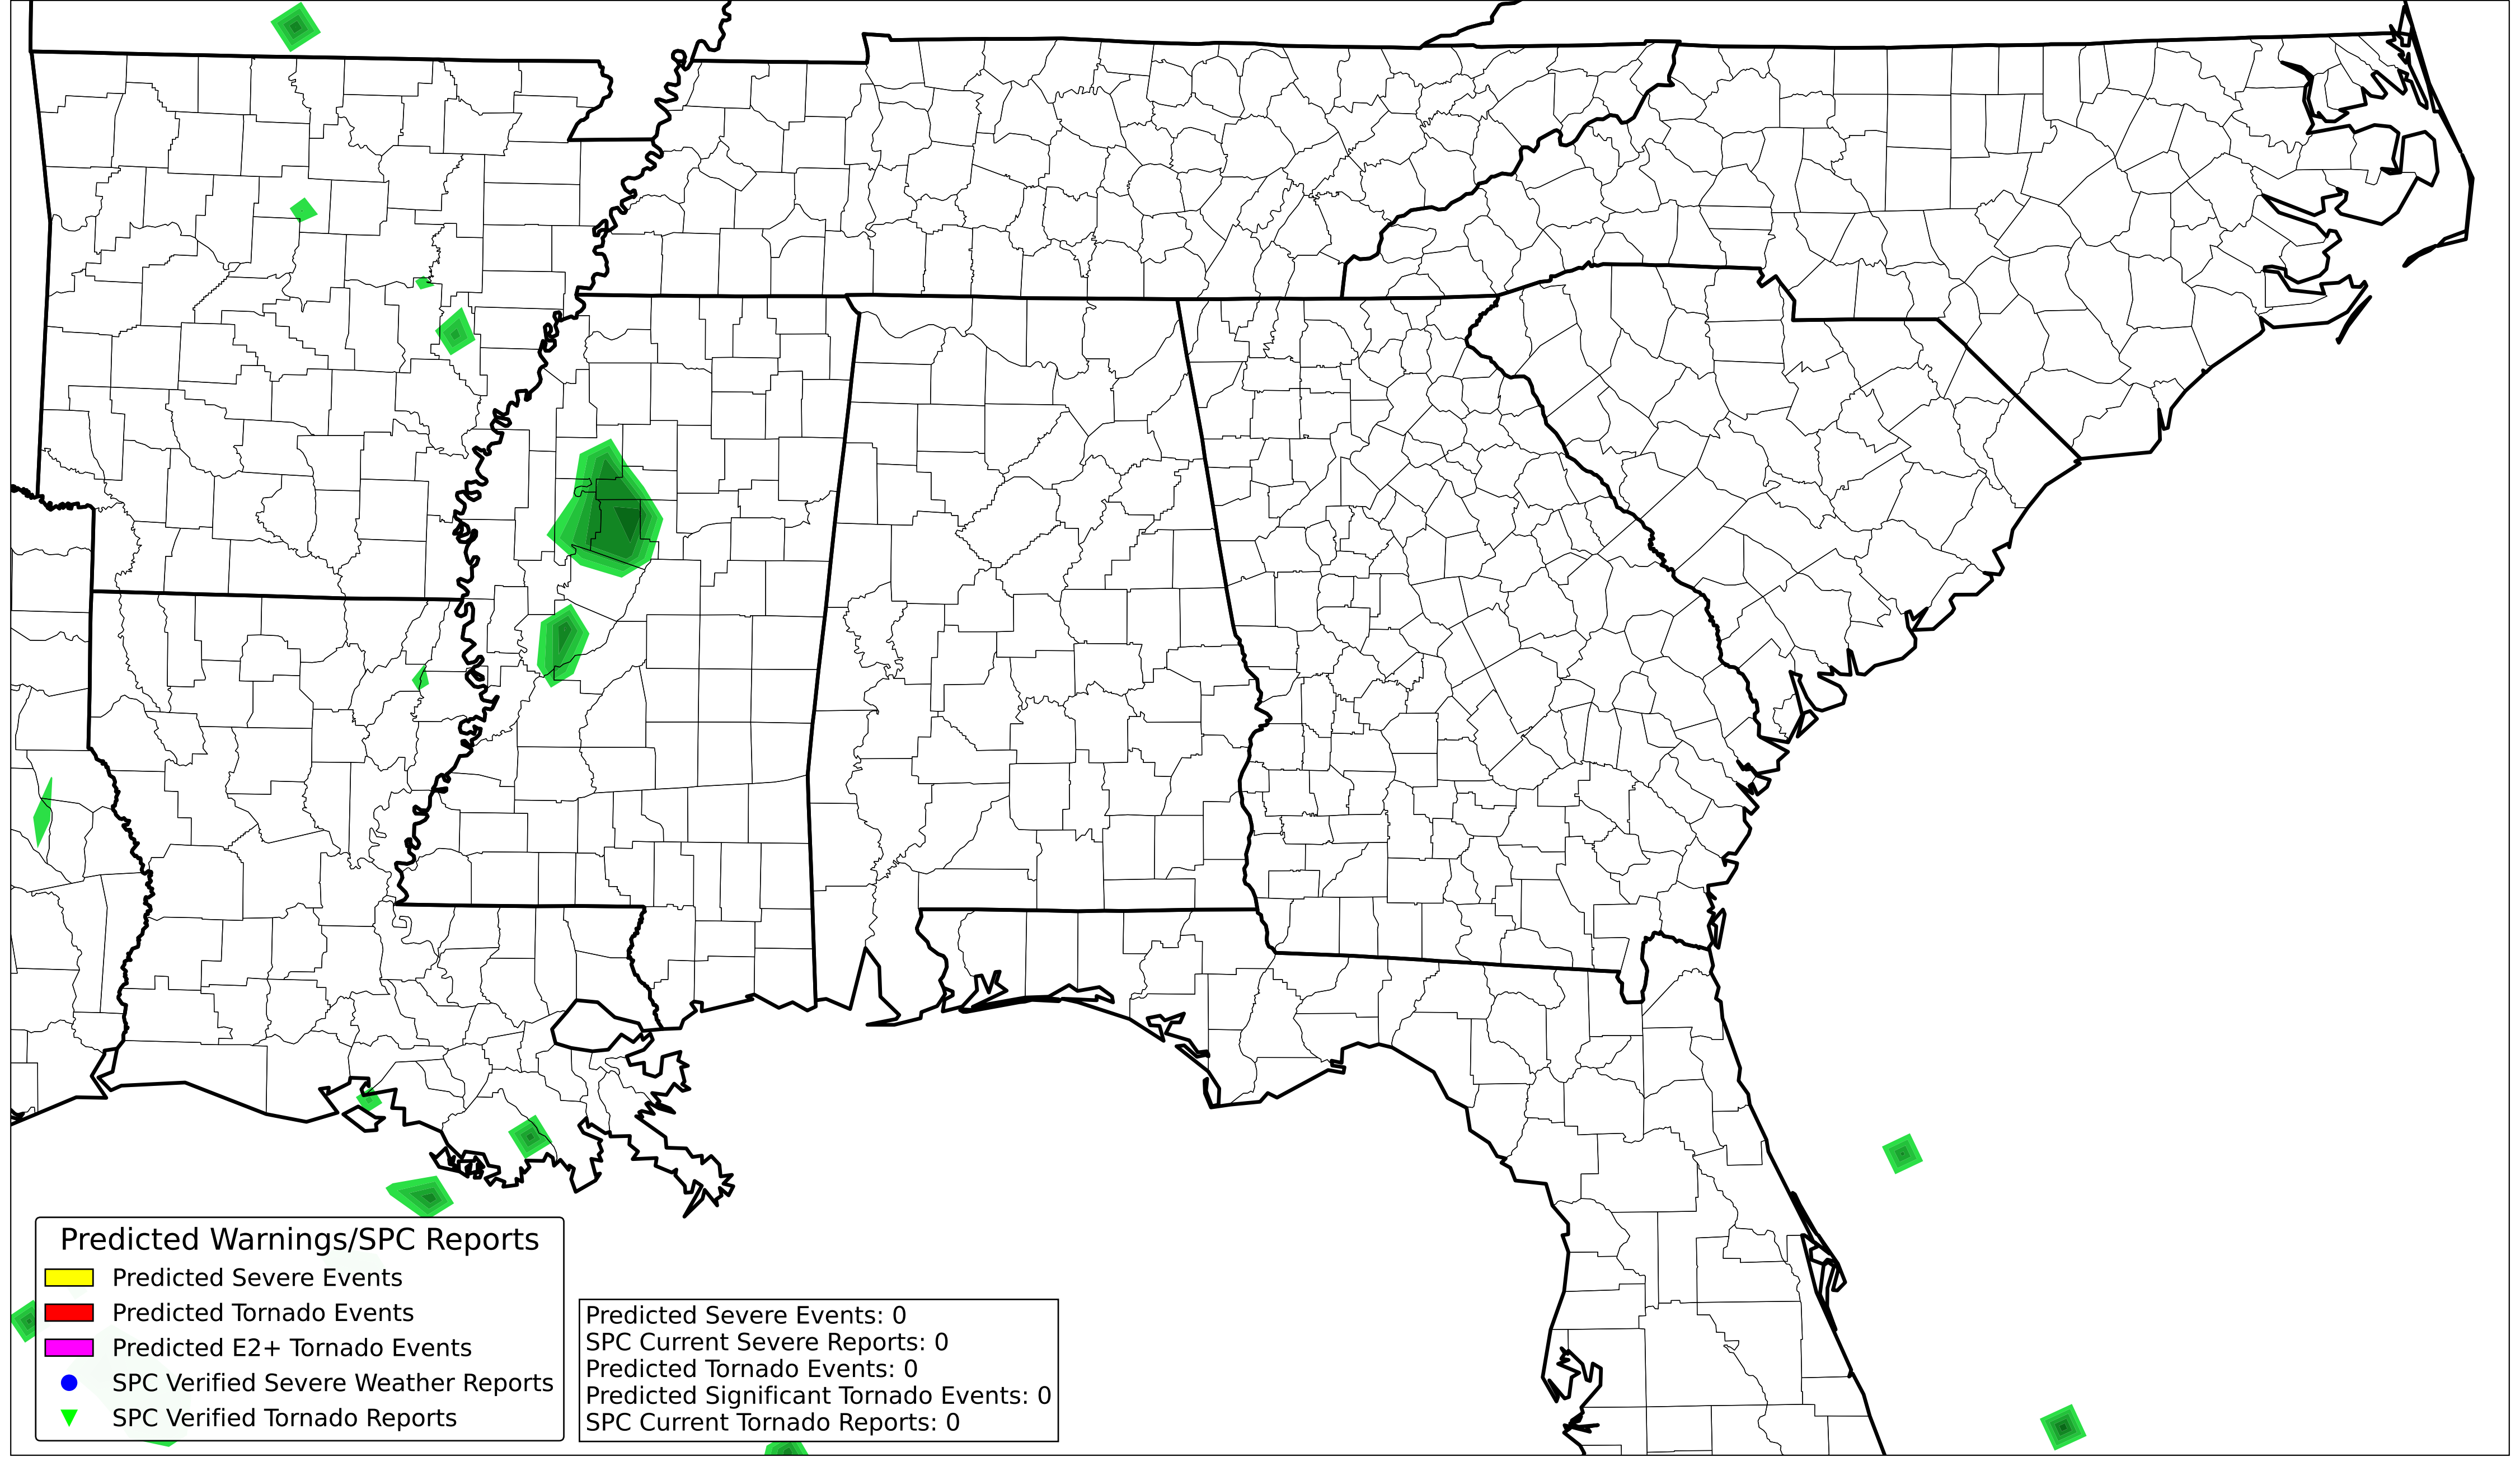 Predicted Warnings/SPC Reports
Predicted Severe Events
Predicted Tornado Events
Predicted E2+ Tornado Events
SPC Verified Severe Weather Reports
SPC Verified Tornado Reports
Predicted Severe Events: 0
SPC Current Severe Reports: 0
Predicted Tornado Events: 0
Predicted Significant Tornado Events: 0
SPC Current Tornado Reports: 0